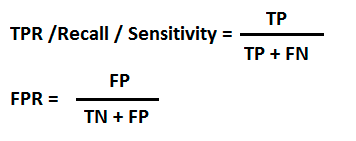 TPR /Recall / Sensitivity = TP
TP + FN
FPR = FP
TN + FP